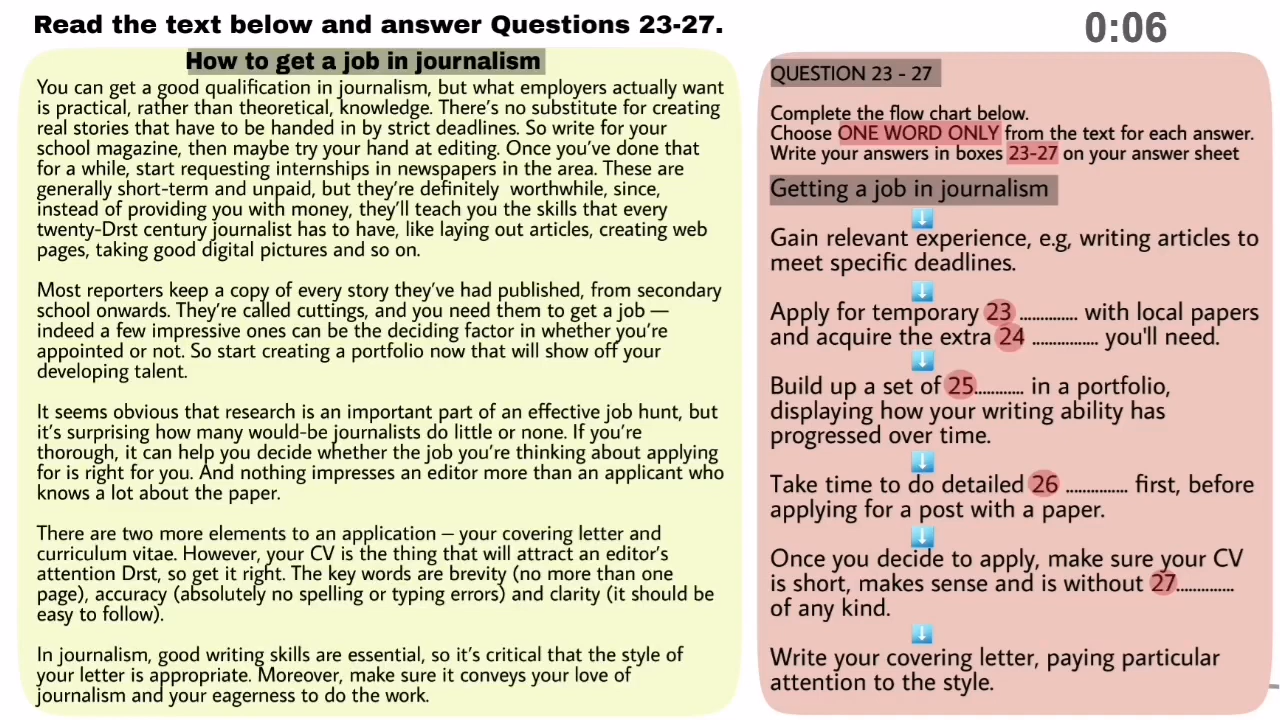 Read the text below and answer Questions 23-27.
0:06
How to get a job in journalism
You can get a good qualification in journalism, but what employers actually want
is practical, rather than theoretical, knowledge. There's no substitute for creating
real stories that have to be handed in by strict deadlines. So write for your
school magazine, then maybe try your hand at editing. Once you've done that
for a while, start requesting internships in newspapers in the area. These are
generally short-term and unpaid, but they're definitely worthwhile, since,
instead of providing you with money, they'll teach you the skills that every
twenty-Drst century journalist has to have, like laying out articles, creating web
pages, taking good digital pictures and so on.
Most reporters keep a copy of every story they've had published, from secondary
school onwards. They're called cuttings, and you need them to get a job —
indeed a few impressive ones can be the deciding factor in whether you're
appointed or not. So start creating a portfolio now that will show off your
developing talent.
It seems obvious that research is an important part of an effective job hunt, but
it's surprising how many would-be journalists do little or none. If you're
thorough, it can help you decide whether the job you're thinking about applying
for is right for you. And nothing impresses an editor more than an applicant who
knows a lot about the paper.
There are two more elements to an application – your covering letter and
curriculum vitae. However, your CV is the thing that will attract an editor's
attention Drst, so get it right. The key words are brevity (no more than one
page), accuracy (absolutely no spelling or typing errors) and clarity (it should be
easy to follow).
In journalism, good writing skills are essential, so it's critical that the style of
your letter is appropriate. Moreover, make sure it conveys your love of
journalism and your eagerness to do the work.
QUESTION 23 - 27
Complete the flow chart below.
Choose ONE WORD ONLY from the text for each answer.
Write your answers in boxes 23-27 on your answer sheet
Getting a job in journalism
Gain relevant experience, e.g, writing articles to
meet specific deadlines.
Apply for temporary 23 .............. with local papers
and acquire the extra 24 ................ you'll need.
Build up a set of 25............ in a portfolio,
displaying how your writing ability has
progressed over time.
Take time to do detailed 26 ............... first, before
applying for a post with a paper.
Once you decide to apply, make sure your CV
is short, makes sense and is without 27..............
of any kind.
Write your covering letter, paying particular
attention to the style.